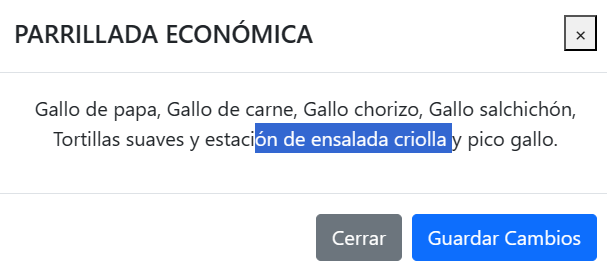 PARRILLADA ECONÓMICA
×
Gallo de papa, Gallo de carne, Gallo chorizo, Gallo salchichón,
Tortillas suaves y estación de ensalada criolla y pico gallo.
Cerrar
Guardar Cambios